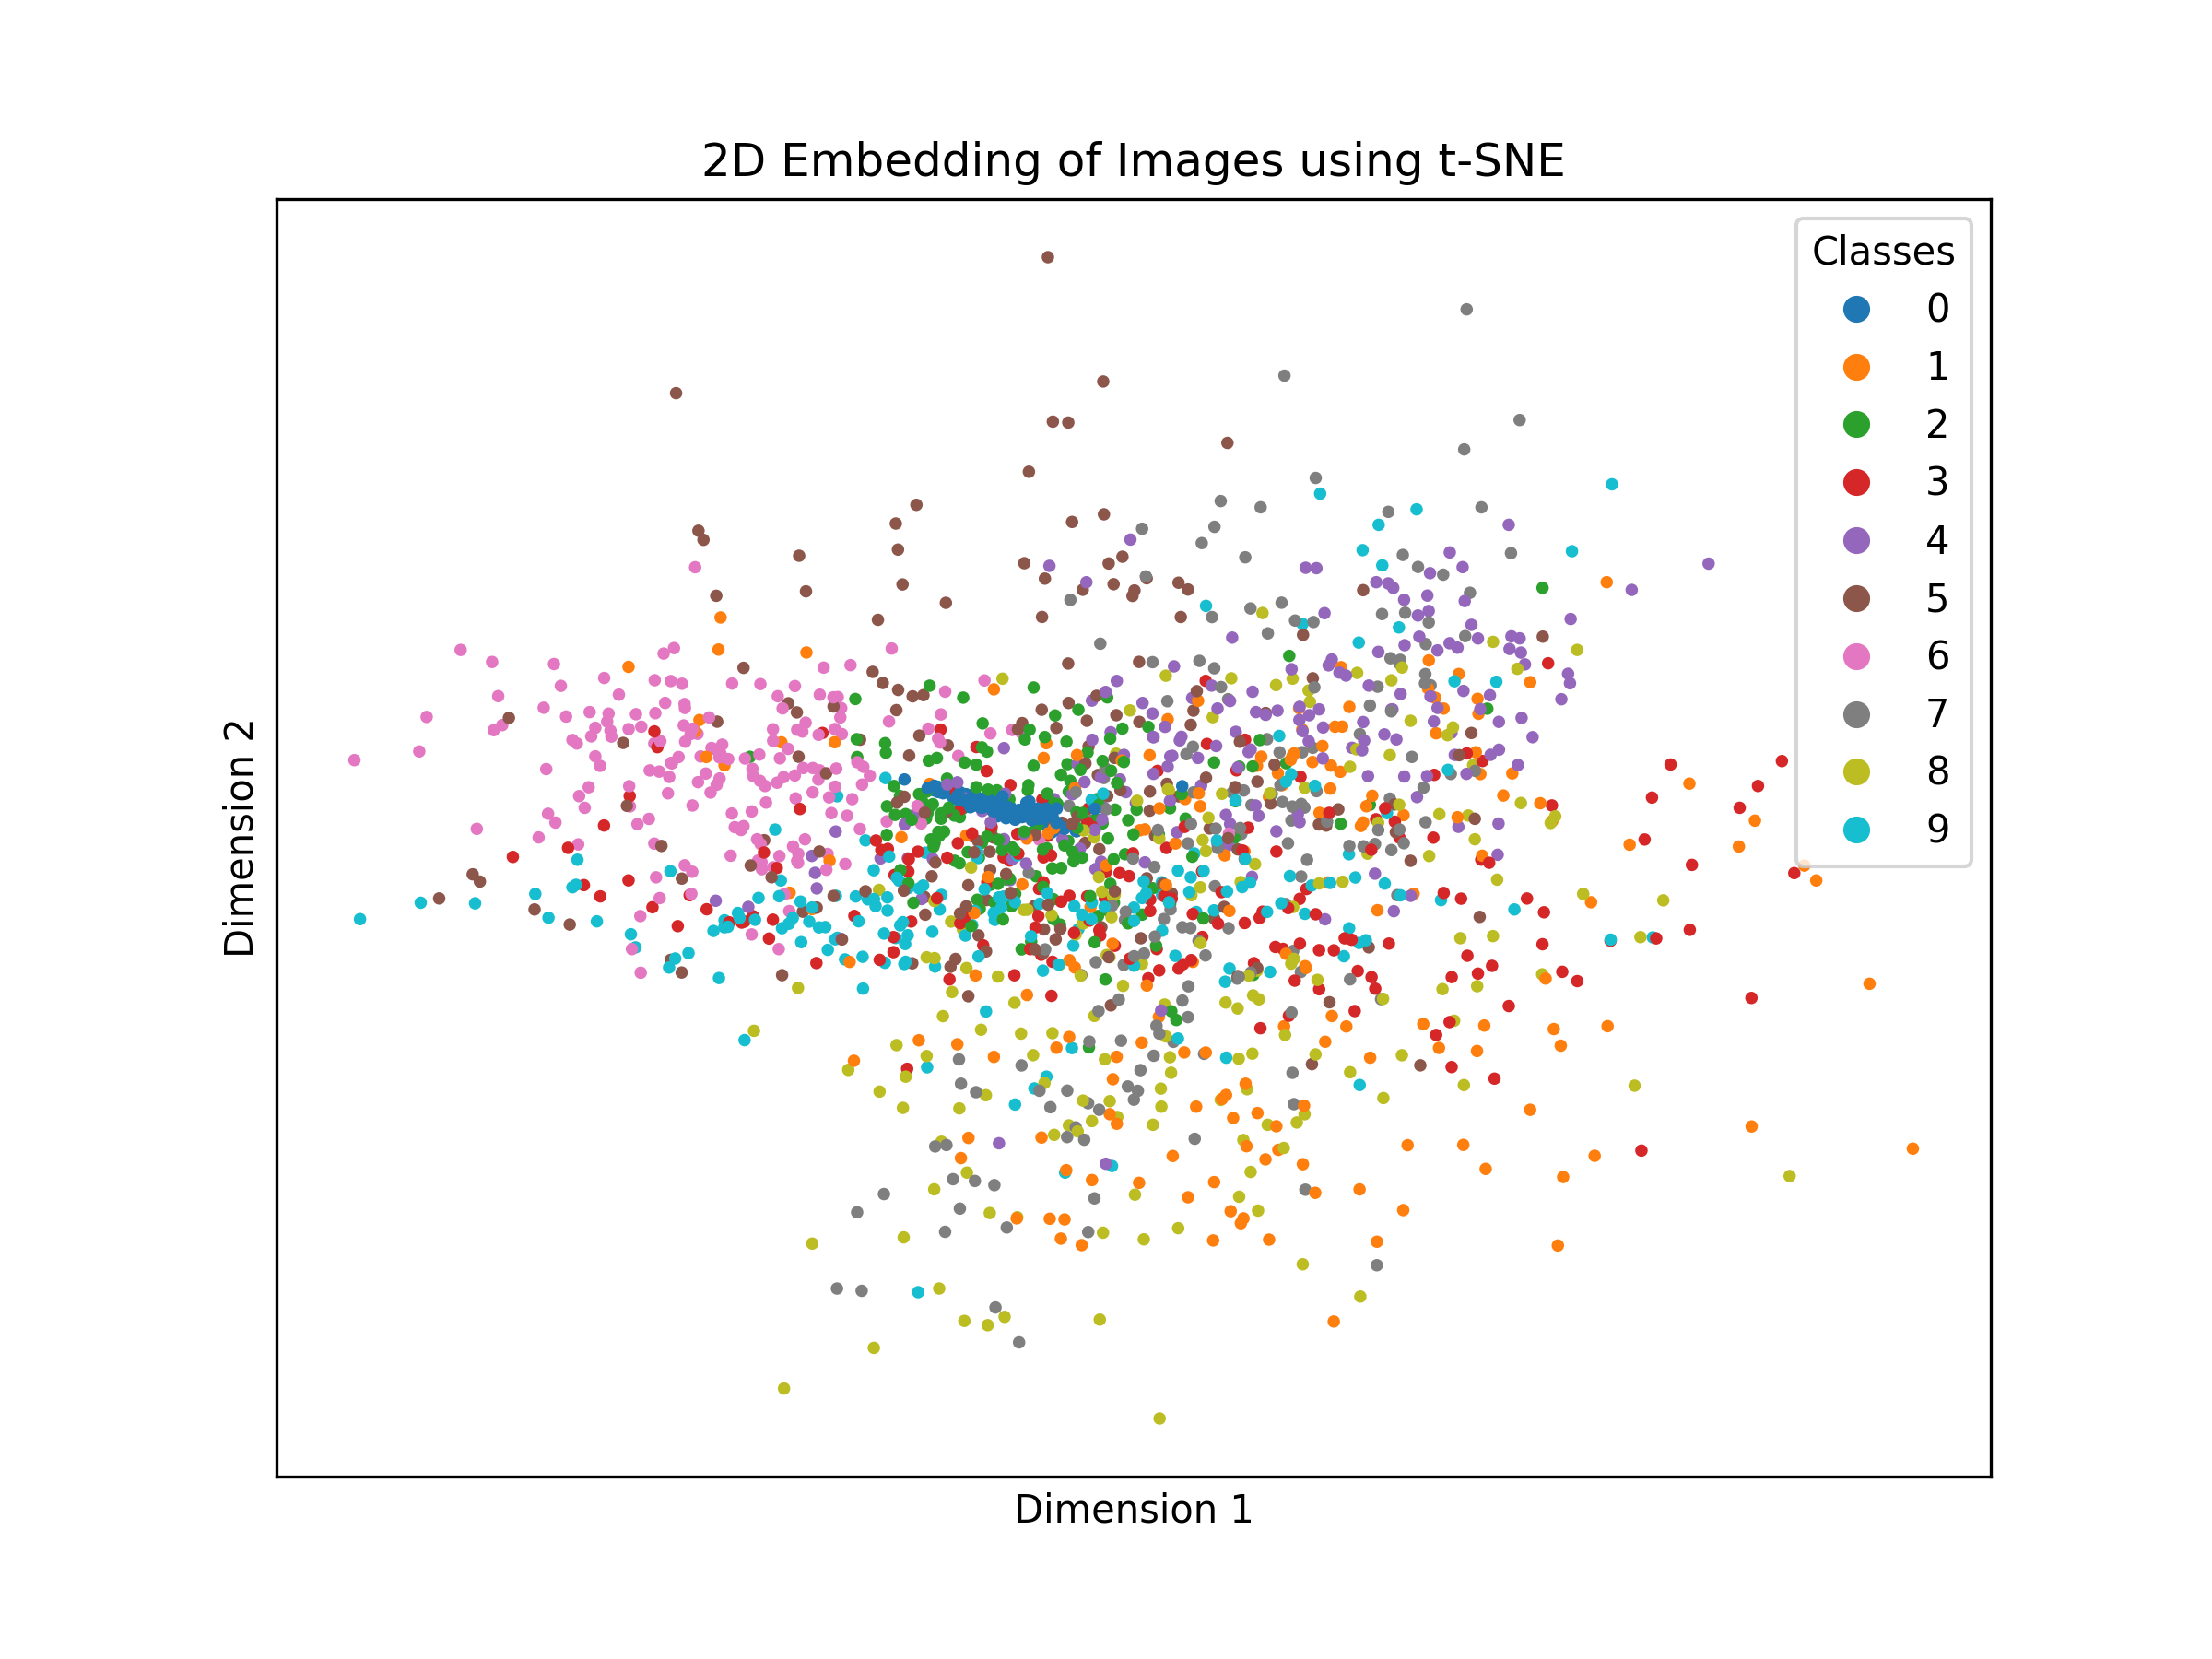 2D Embedding of Images using t-SNE
Classes
0
1
2
3
4
5
6
7
8
9
Dimension 2
Dimension 1